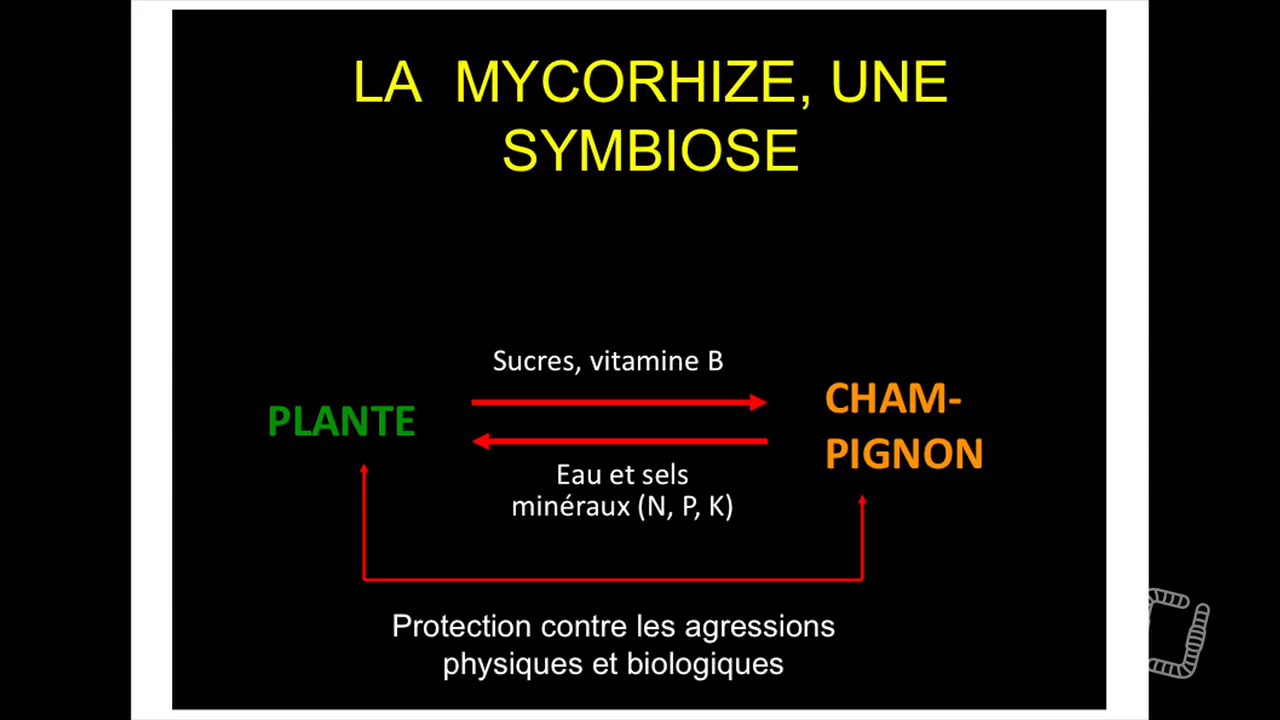 LA MYCORHIZE, UNE
SYMBIOSE
Sucres, vitamine B
PLANTE
CHAM-
PIGNON
Eau et sels
minéraux (N, P, K)
Protection contre les agressions
physiques et biologiques